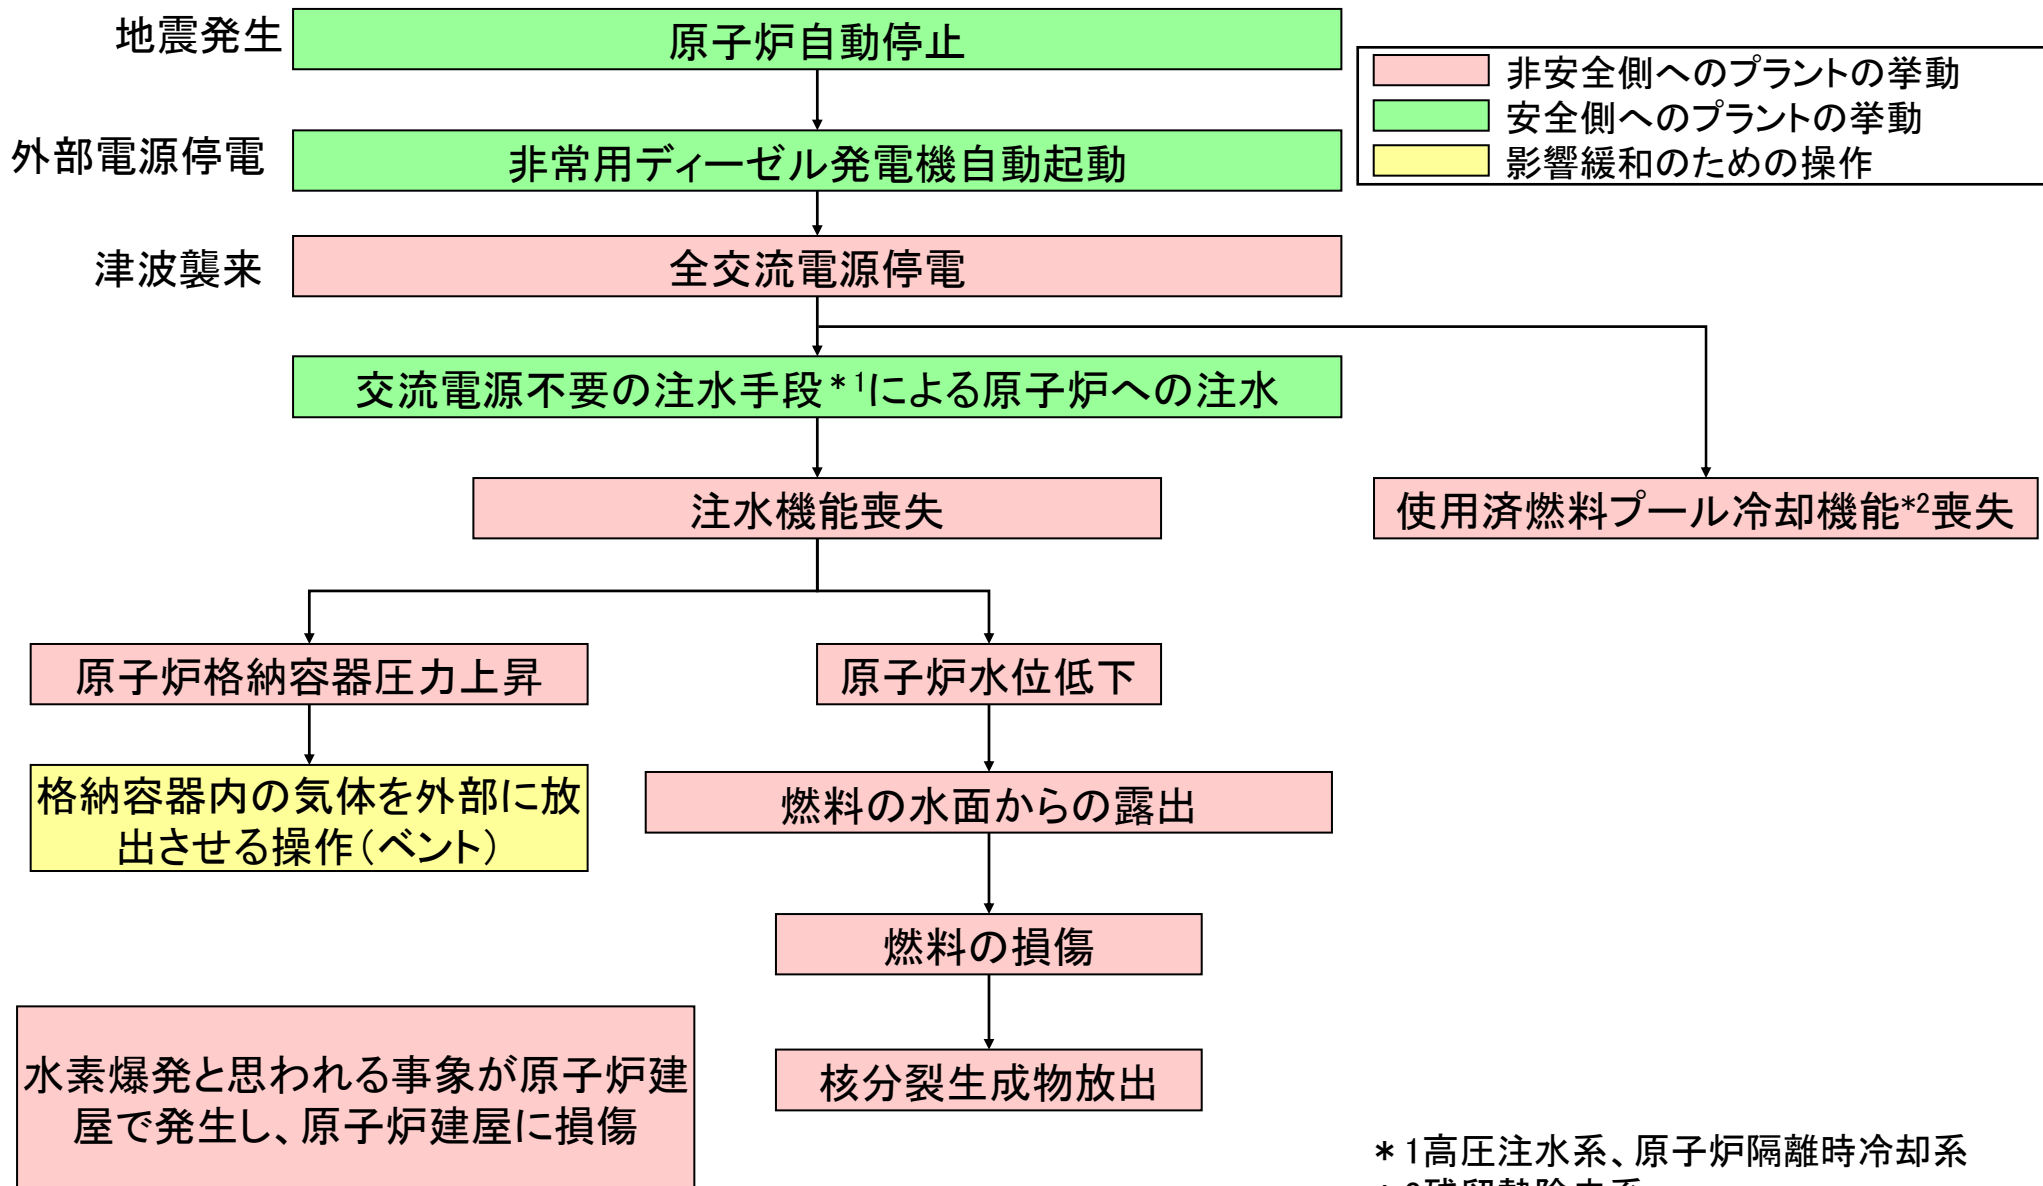 地震発生
原子炉自動停止
非安全側へのプラントの挙動
安全側へのプラントの挙動
影響緩和のための操作
外部電源停電
非常用ディーゼル発電機自動起動
津波襲来
全交流電源停電
交流電源不要の注水手段*1による原子炉への注水
注水機能喪失
使用済燃料プール冷却機能*2喪失
原子炉格納容器圧力上昇
原子炉水位低下
格納容器内の気体を外部に放
出させる操作(ベント)
燃料の水面からの露出
燃料の損傷
核分裂生成物放出
水素爆発と思われる事象が原子炉建
屋で発生し、原子炉建屋に損傷
*1高圧注水系、原子炉隔離時冷却系